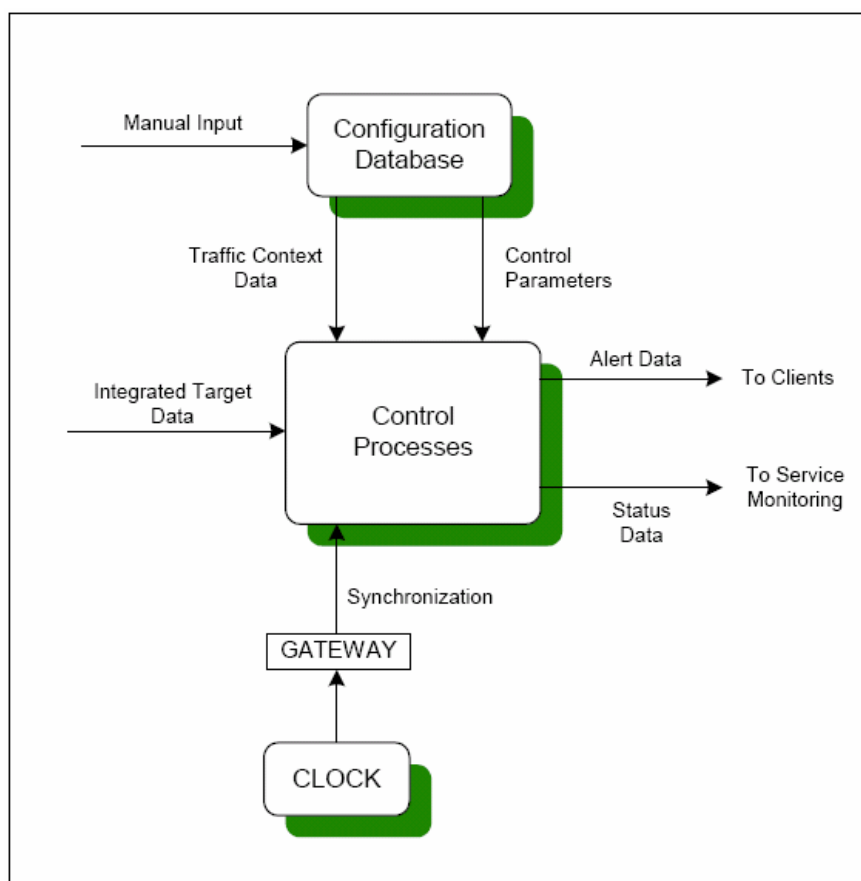 Manual Input
Configuration
Database
Traffic Context
Data
Control
Parameters
Alert Data
To Clients
Integrated Target
Data
Control
Processes
To Service
Monitoring
Status
Data
Synchronization
GATEWAY
CLOCK